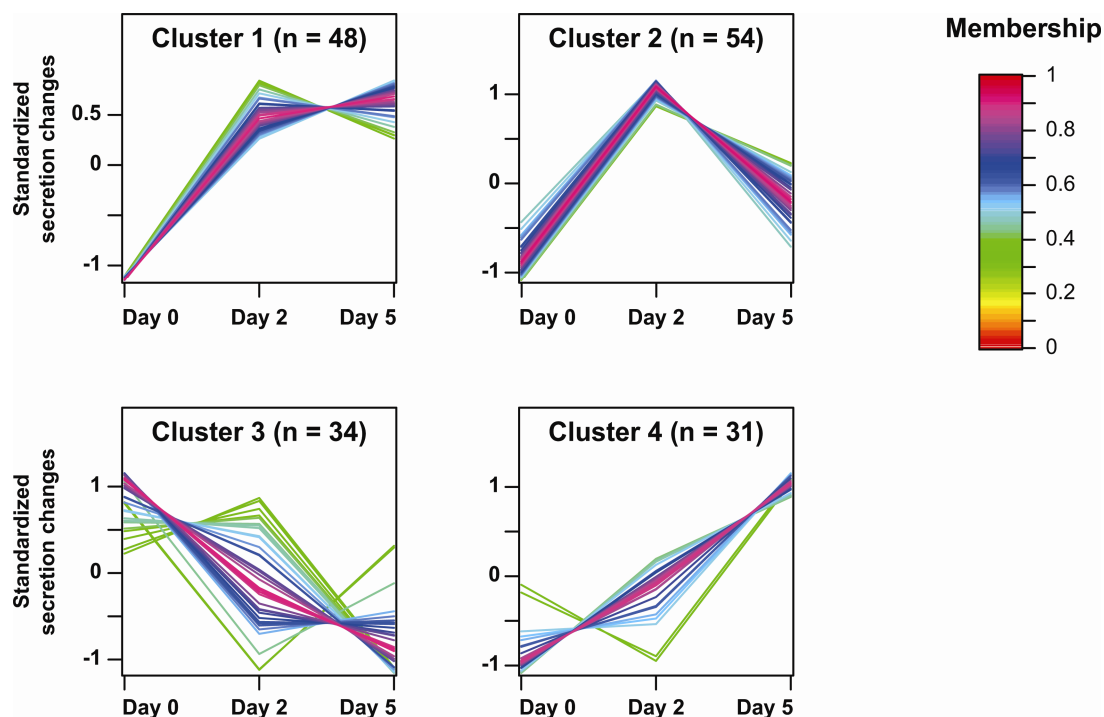 Cluster 1 (n = 48)
Standardized
secretion changes
0.5
0
-1
Day 0 Day 2 Day 5
Cluster 2 (n = 54)
1
0
-1
Day 0 Day 2 Day 5
Membership
1
0.8
0.6
0.4
0.2
0
Cluster 3 (n = 34)
Standardized
secretion changes
1
0
-1
Day 0 Day 2 Day 5
Cluster 4 (n = 31)
1
0
-1
Day 0 Day 2 Day 5